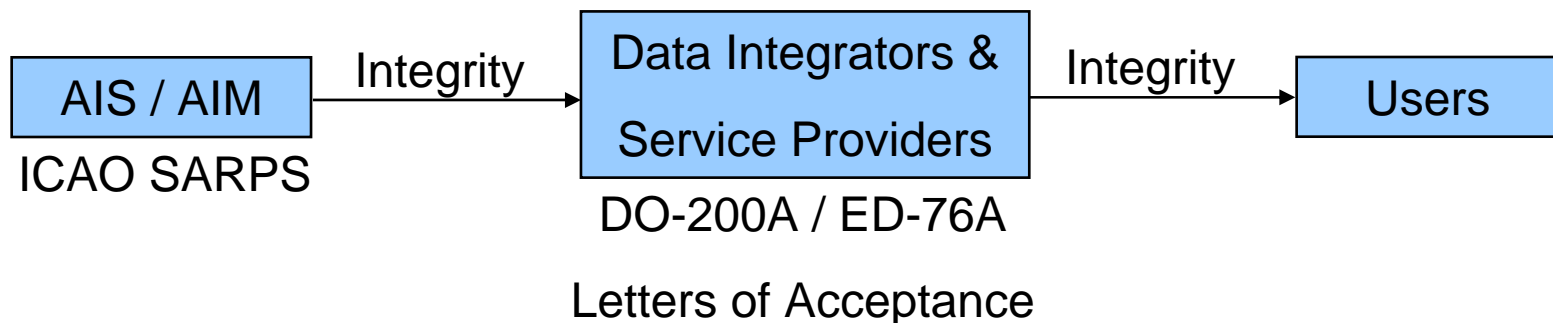 AIS / AIM
ICAO SARPS
Integrity
Data Integrators &
Service Providers
DO-200A / ED-76A
Letters of Acceptance
Integrity
Users